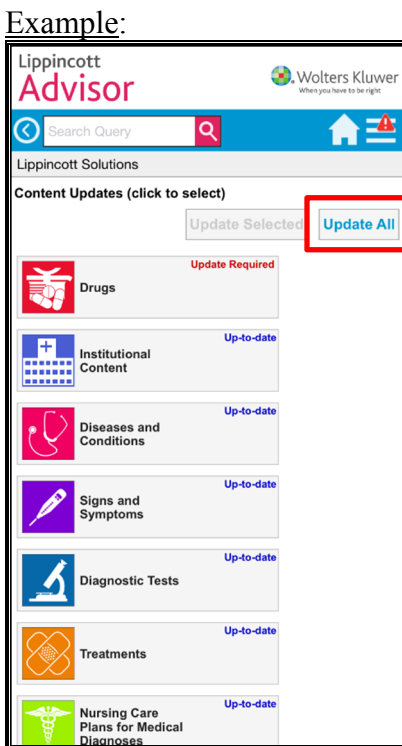 Example:
Lippincott
Advisor
Wolters Kluwer
When you have to be right
Search Query
Lippincott Solutions
Content Updates (click to select)
Update Selected
Update All
Update Required
Drugs
Up-to-date
Institutional
Content
Up-to-date
Diseases and
Conditions
Up-to-date
Signs and
Symptoms
Up-to-date
Diagnostic Tests
Up-to-date
Treatments
Up-to-date
Nursing Care
Plans for Medical
Diagnoses